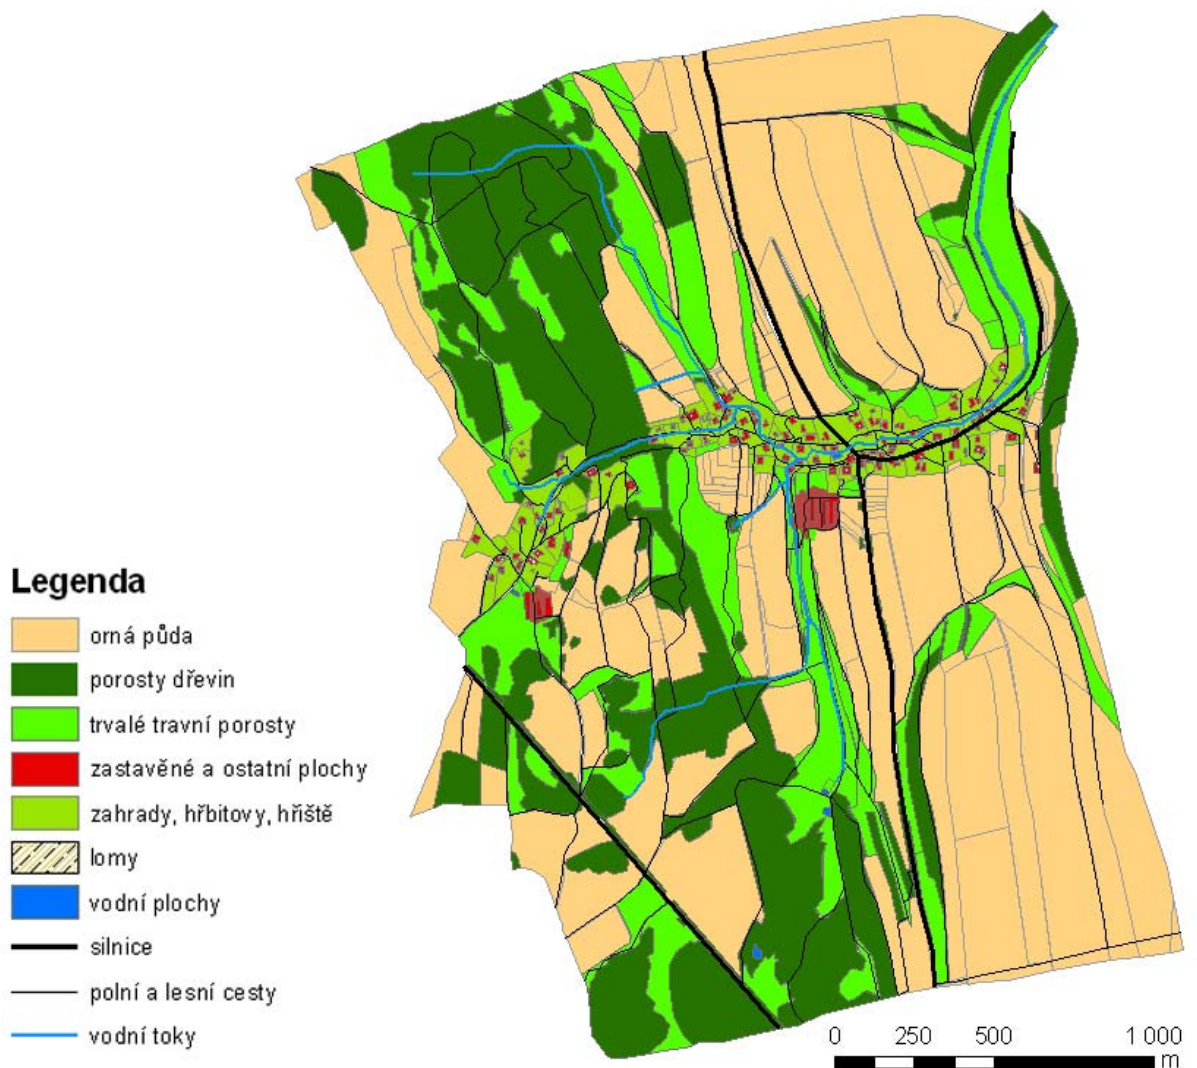 Legenda
orná půda
porosty dřevin
trvalé travní porosty
zastavěné a ostatní plochy
zahrady, hřbitovy, hřiště
lomy
vodní plochy
silnice
polní a lesní cesty
vodní toky
0 250 500 1 000
m